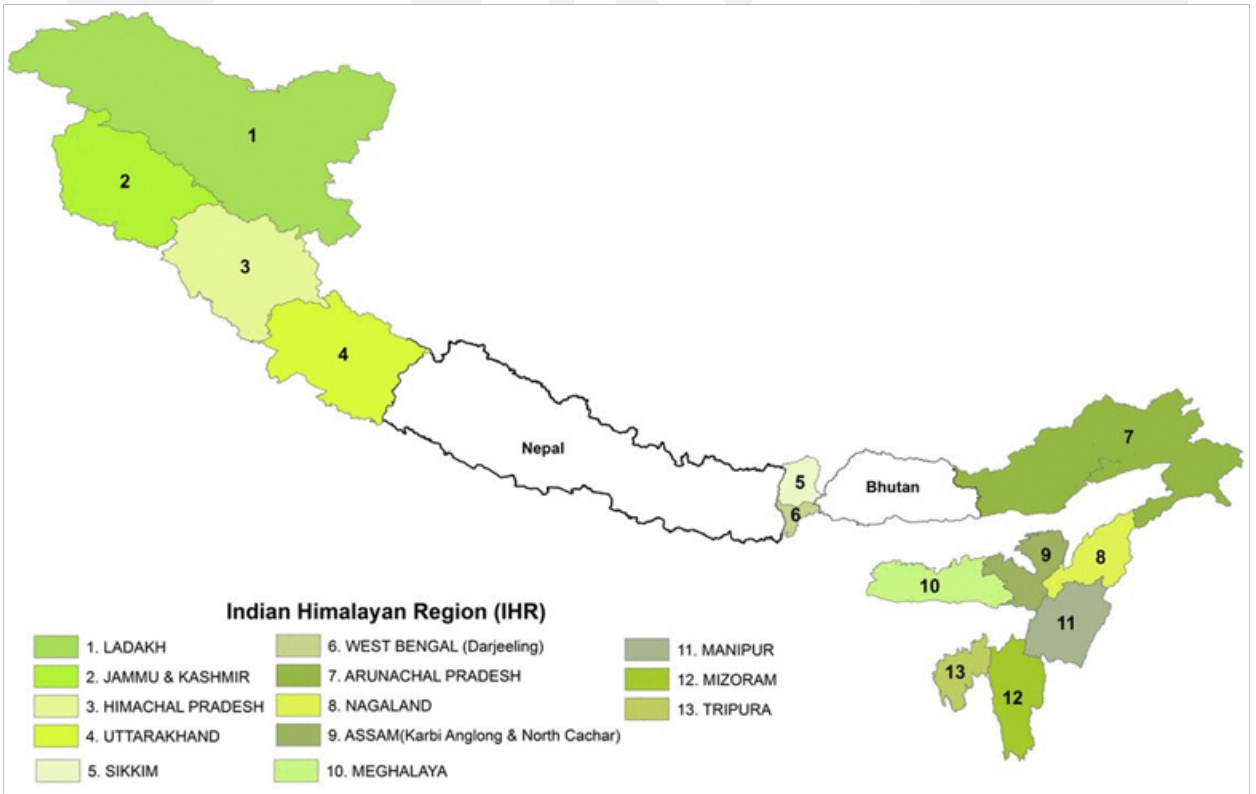 1
2
3
4
Nepal
5
6
Bhutan
7
8
9
10
11
12
13
Indian Himalayan Region (IHR)
1. LADAKH
2. JAMMU & KASHMIR
3. HIMACHAL PRADESH
4. UTTARAKHAND
5. SIKKIM
6. WEST BENGAL (Darjeeling)
7. ARUNACHAL PRADESH
8. NAGALAND
9. ASSAM(Karbi Anglong & North Cachar)
10. MEGHALAYA
11. MANIPUR
12. MIZORAM
13. TRIPURA